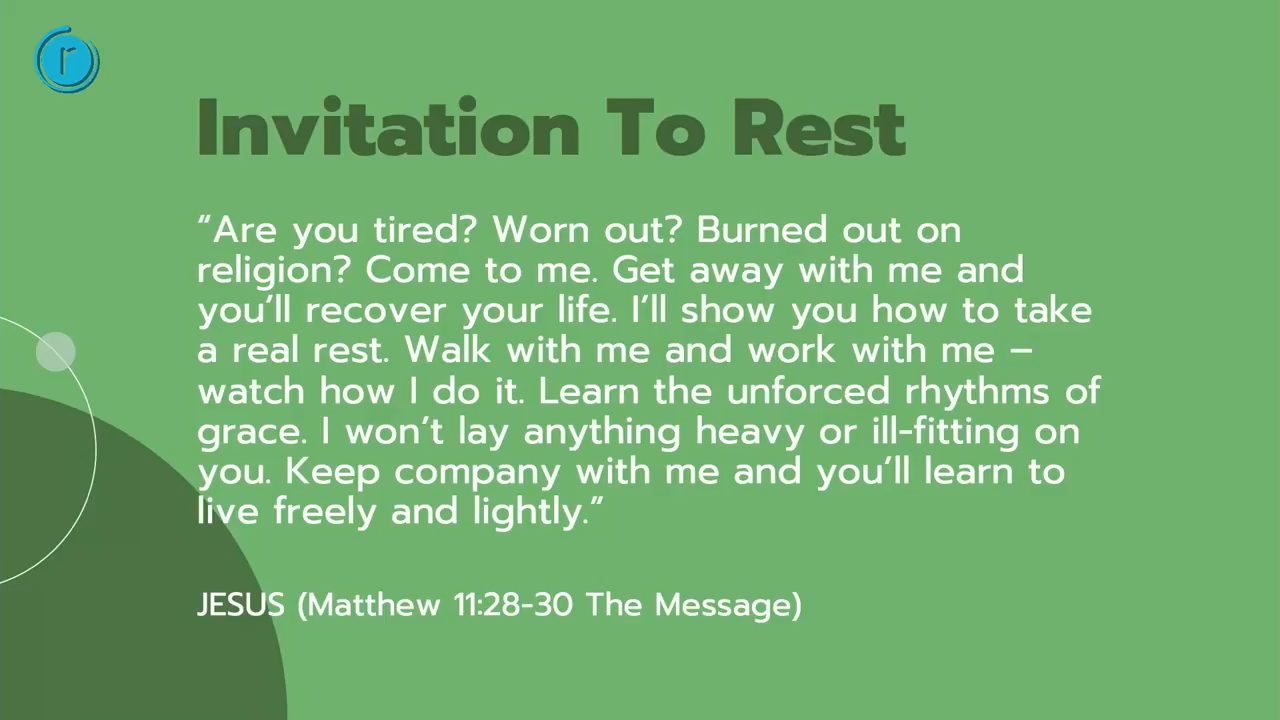 r
Invitation To Rest
“Are you tired? Worn out? Burned out on
religion? Come to me. Get away with me and
you’ll recover your life. I’ll show you how to take
a real rest. Walk with me and work with me –
watch how I do it. Learn the unforced rhythms of
grace. I won’t lay anything heavy or ill-fitting on
you. Keep company with me and you’ll learn to
live freely and lightly.”
JESUS (Matthew 11:28-30 The Message)